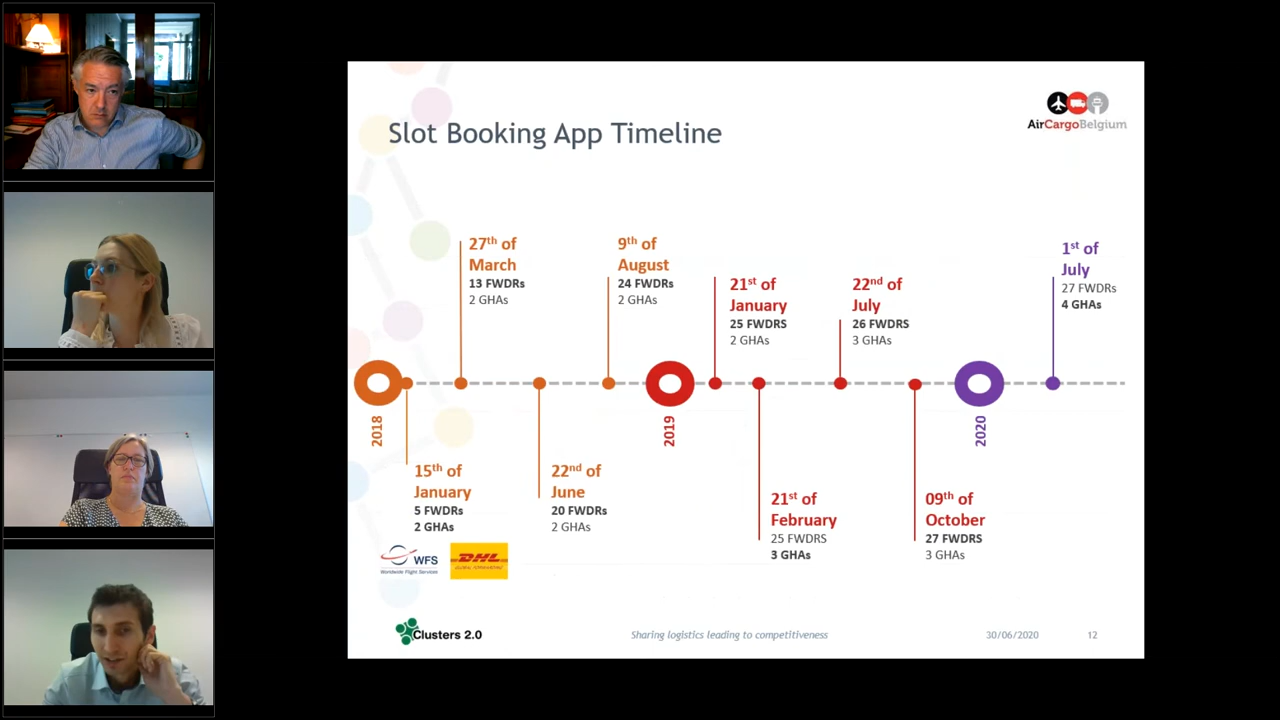 Slot Booking App Timeline
AirCargoBelgium
27th of
March
13 FWDRs
2 GHAs
9th of
August
24 FWDRs
2 GHAs
21st of
January
25 FWDRS
2 GHAs
22nd of
July
26 FWDRS
3 GHAs
1st of
July
27 FWDRs
4 GHAs
2018
2019
2020
15th of
January
5 FWDRs
2 GHAs
22nd of
June
20 FWDRs
2 GHAs
21st of
February
25 FWDRS
3 GHAs
09th of
October
27 FWDRS
3 GHAs
WFS
Worldwide Flight Services
DHL
GLOBAL FORWARDING
Clusters 2.0
Sharing logistics leading to competitiveness
30/06/2020
12